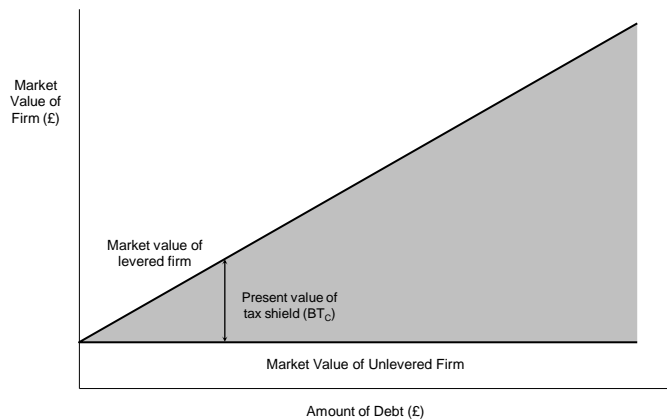 Market
Value of
Firm (£)
Market value of
levered firm
Present value of
tax shield (BT_C)
Market Value of Unlevered Firm
Amount of Debt (£)